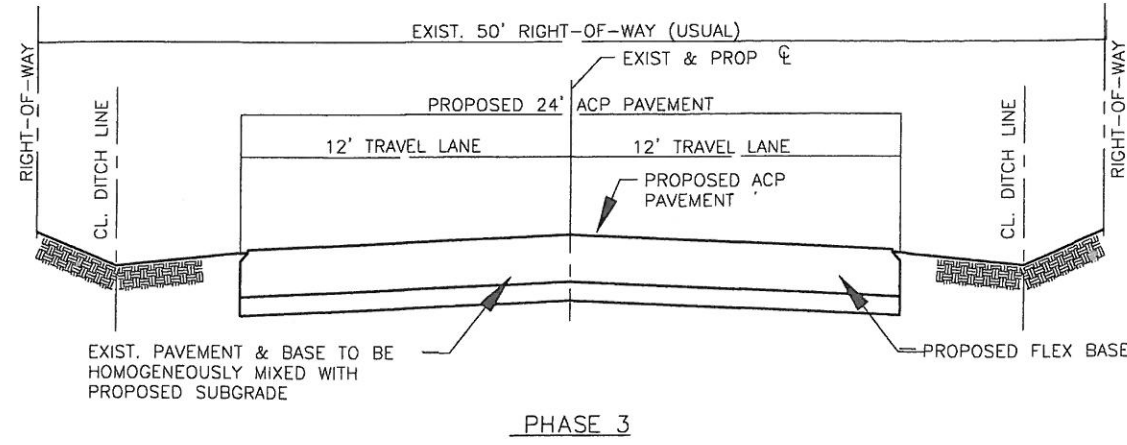 EXIST. 50' RIGHT-OF-WAY (USUAL)
EXIST & PROP ℄
PROPOSED 24' ACP PAVEMENT
12' TRAVEL LANE
12' TRAVEL LANE
RIGHT-OF-WAY
CL. DITCH LINE
PROPOSED ACP
PAVEMENT
CL. DITCH LINE
RIGHT-OF-WAY
EXIST. PAVEMENT & BASE TO BE
HOMOGENEOUSLY MIXED WITH
PROPOSED SUBGRADE
PROPOSED FLEX BASE
PHASE 3